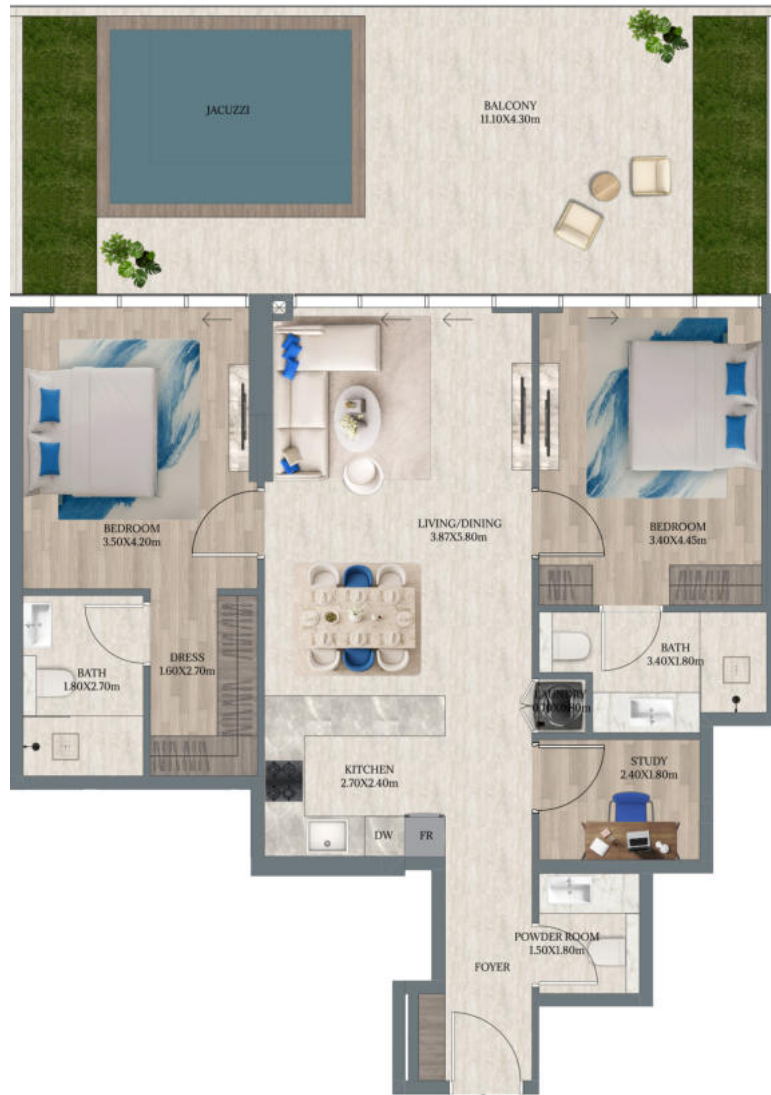 JACUZZI
BALCONY
11.10X4.30m
BEDROOM
3.50X4.20m
LIVING/DINING
3.87X5.80m
BEDROOM
3.40X4.45m
BATH
1.80X2.70m
DRESS
1.60X2.70m
BATH
3.40X1.80m
LAUNDRY
KITCHEN
2.70X2.40m
STUDY
2.40X1.80m
DW
FR
POWDER ROOM
1.50X1.80m
FOYER